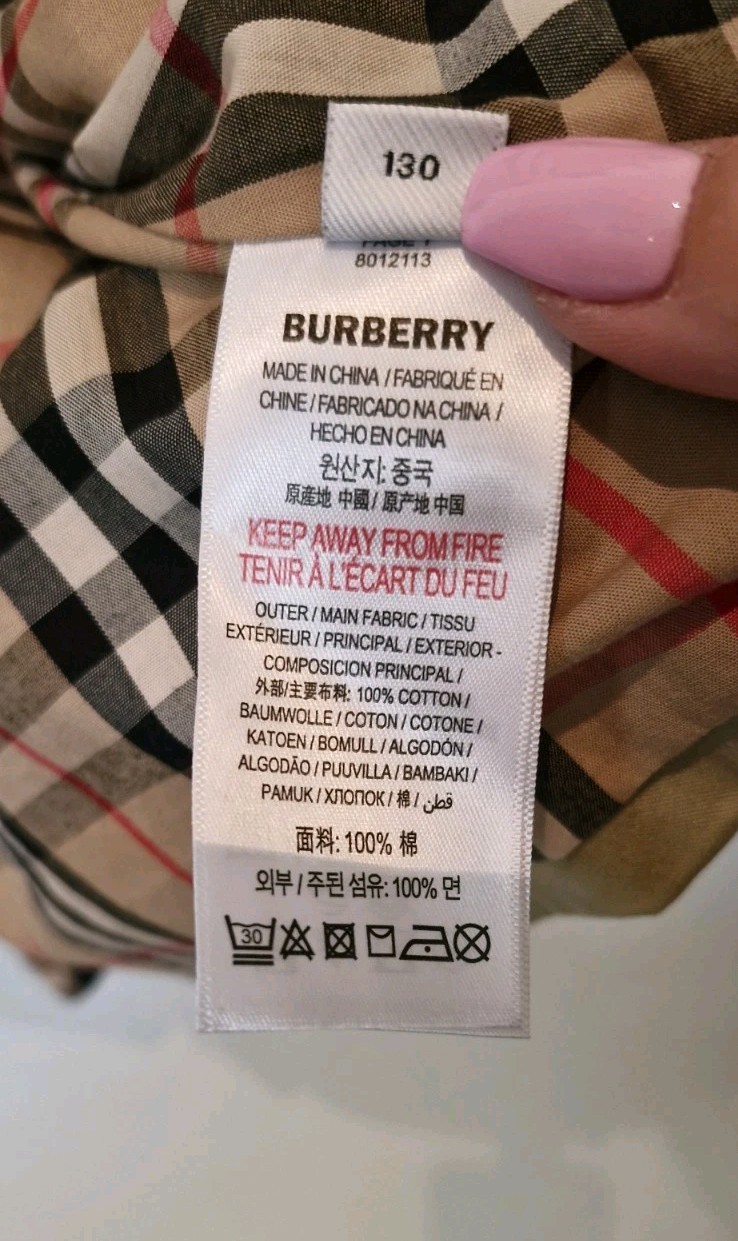 130
PAGE 1
8012113
BURBERRY
MADE IN CHINA / FABRIQUÉ EN
CHINE / FABRICADO NA CHINA /
HECHO EN CHINA
원산지: 중국
原産地 中國 / 原产地 中国
KEEP AWAY FROM FIRE
TENIR À L'ÉCART DU FEU
OUTER / MAIN FABRIC / TISSU
EXTÉRIEUR / PRINCIPAL / EXTERIOR -
COMPOSICION PRINCIPAL /
外部/主要布料: 100% COTTON /
BAUMWOLLE / COTON / COTONE /
KATOEN / BOMULL / ALGODÓN /
ALGODÃO / PUUVILLA / BAMBAKI /
PAMUK / ХЛОПОК / 棉 / قطن
面料: 100% 棉
외부 / 주된 섬유: 100% 면
30